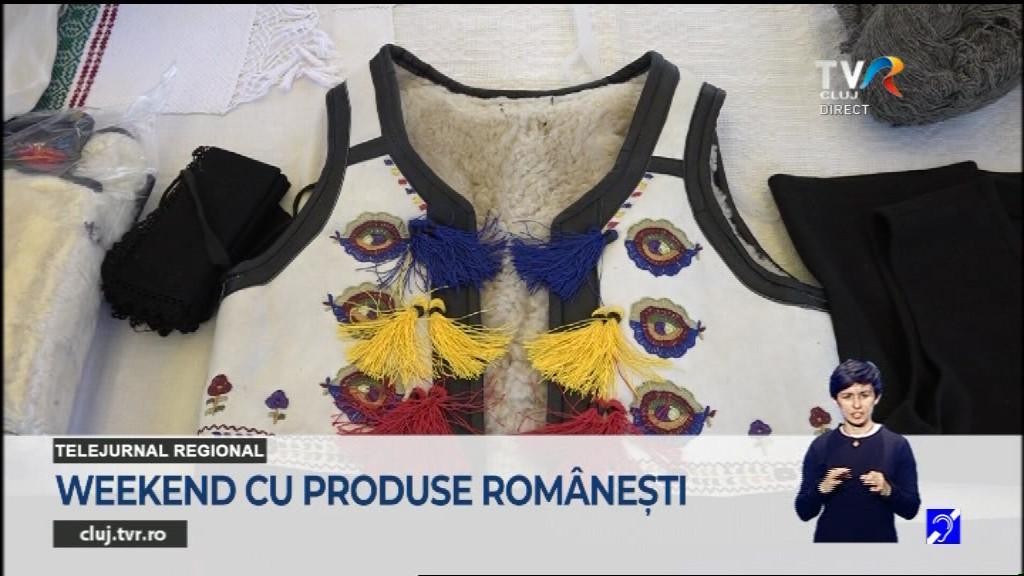 TVR
CLUJ
DIRECT
TELEJURNAL REGIONAL
WEEKEND CU PRODUSE ROMÂNEȘTI
cluj.tvr.ro